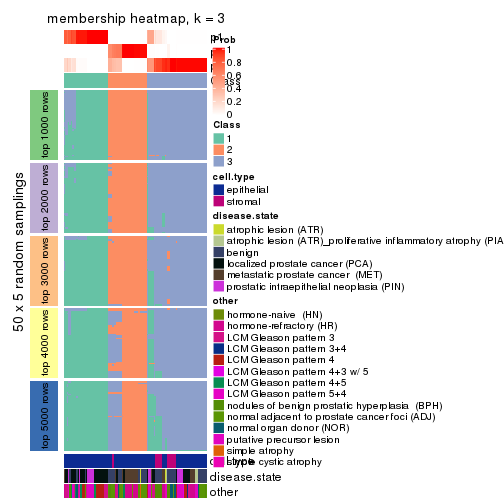 membership heatmap, k = 3
50 x 5 random samplings
top 1000 rows
top 2000 rows
top 3000 rows
top 4000 rows
top 5000 rows
p1
Prob
1
0.8
0.6
0.4
0.2
0
Class
1
2
3
cell.type
epithelial
stromal
disease.state
atrophic lesion (ATR)
atrophic lesion (ATR)_proliferative inflammatory atrophy (PIA
benign
localized prostate cancer (PCA)
metastatic prostate cancer (MET)
prostatic intraepithelial neoplasia (PIN)
other
hormone-naive (HN)
hormone-refractory (HR)
LCM Gleason pattern 3
LCM Gleason pattern 3+4
LCM Gleason pattern 4
LCM Gleason pattern 4+3 w/ 5
LCM Gleason pattern 4+5
LCM Gleason pattern 5+4
nodules of benign prostatic hyperplasia (BPH)
normal adjacent to prostate cancer foci (ADJ)
normal organ donor (NOR)
putative precursor lesion
simple atrophy
cystic atrophy
disease.state
other